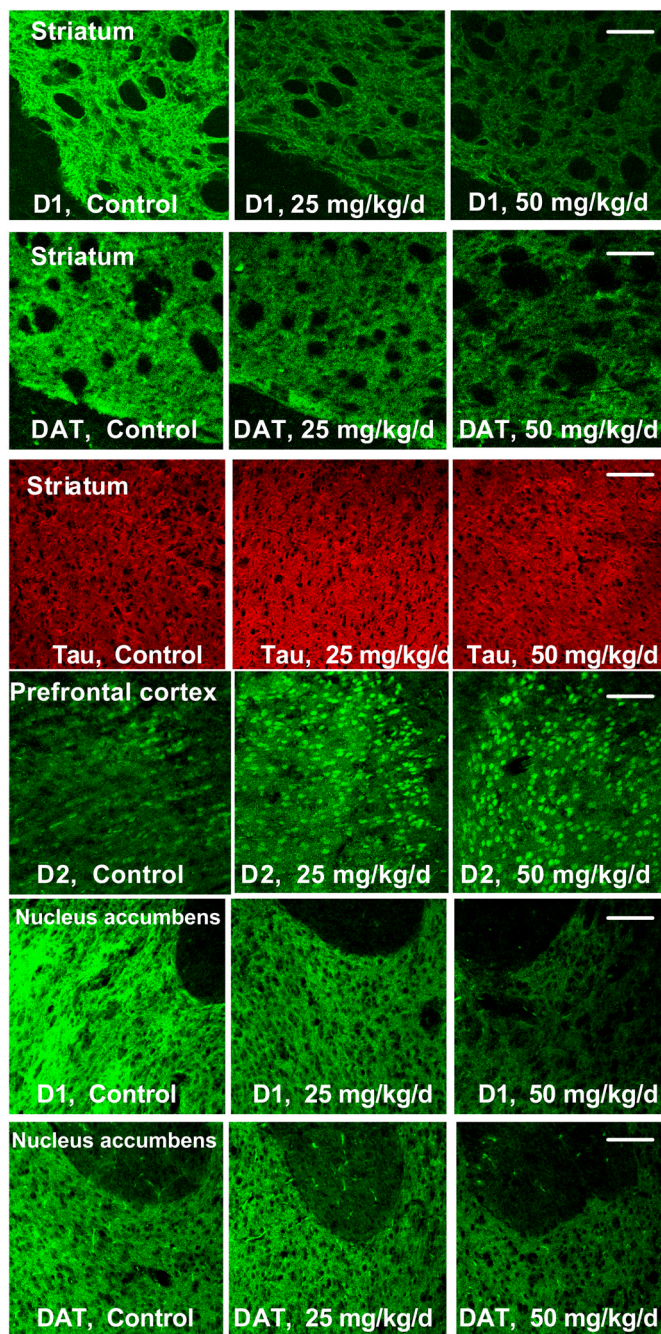 Striatum
D1, Control
D1, 25 mg/kg/d
D1, 50 mg/kg/d
Striatum
DAT, Control
DAT, 25 mg/kg/d
DAT, 50 mg/kg/d
Striatum
Tau, Control
Tau, 25 mg/kg/d
Tau, 50 mg/kg/d
Prefrontal cortex
D2, Control
D2, 25 mg/kg/d
D2, 50 mg/kg/d
Nucleus accumbens
D1, Control
D1, 25 mg/kg/d
D1, 50 mg/kg/d
Nucleus accumbens
DAT, Control
DAT, 25 mg/kg/d
DAT, 50 mg/kg/d